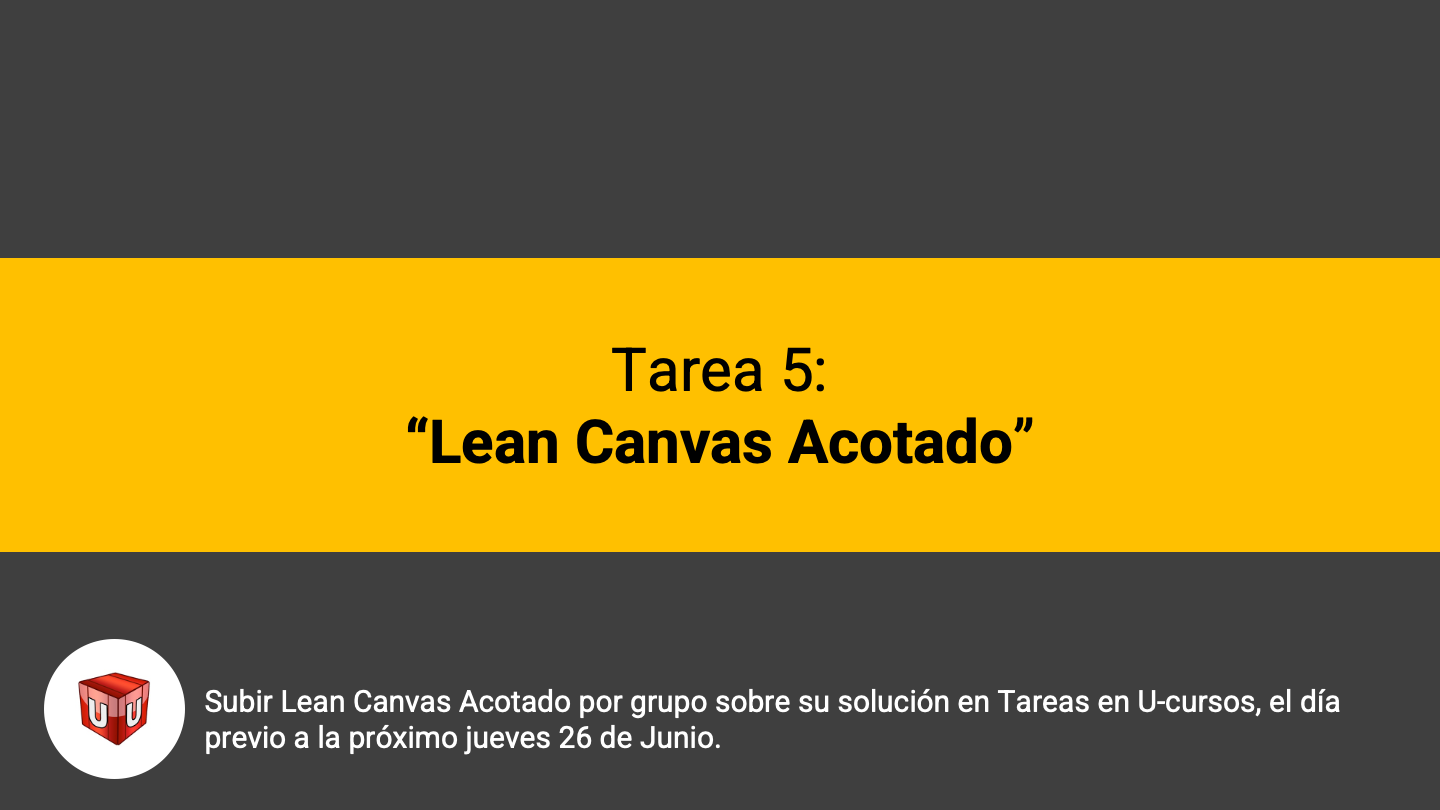 Tarea 5:
“Lean Canvas Acotado”
U U
Subir Lean Canvas Acotado por grupo sobre su solución en Tareas en U-cursos, el día
previo a la próximo jueves 26 de Junio.